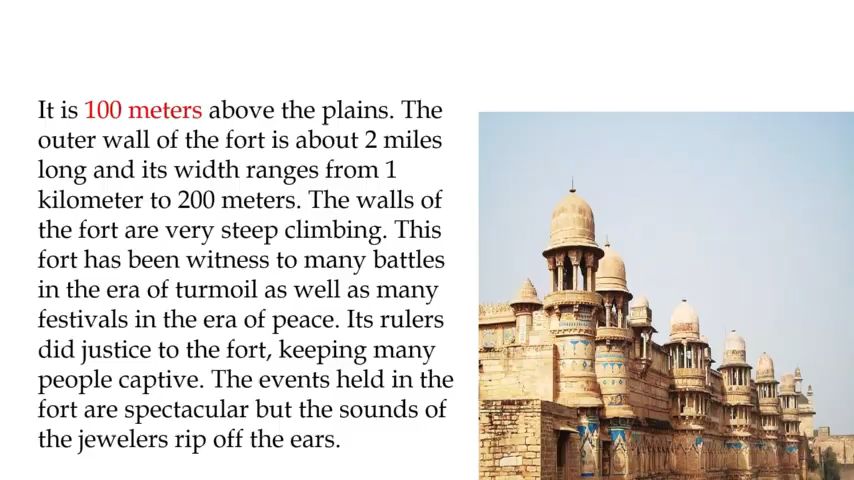 It is 100 meters above the plains. The
outer wall of the fort is about 2 miles
long and its width ranges from 1
kilometer to 200 meters. The walls of
the fort are very steep climbing. This
fort has been witness to many battles
in the era of turmoil as well as many
festivals in the era of peace. Its rulers
did justice to the fort, keeping many
people captive. The events held in the
fort are spectacular but the sounds of
the jewelers rip off the ears.